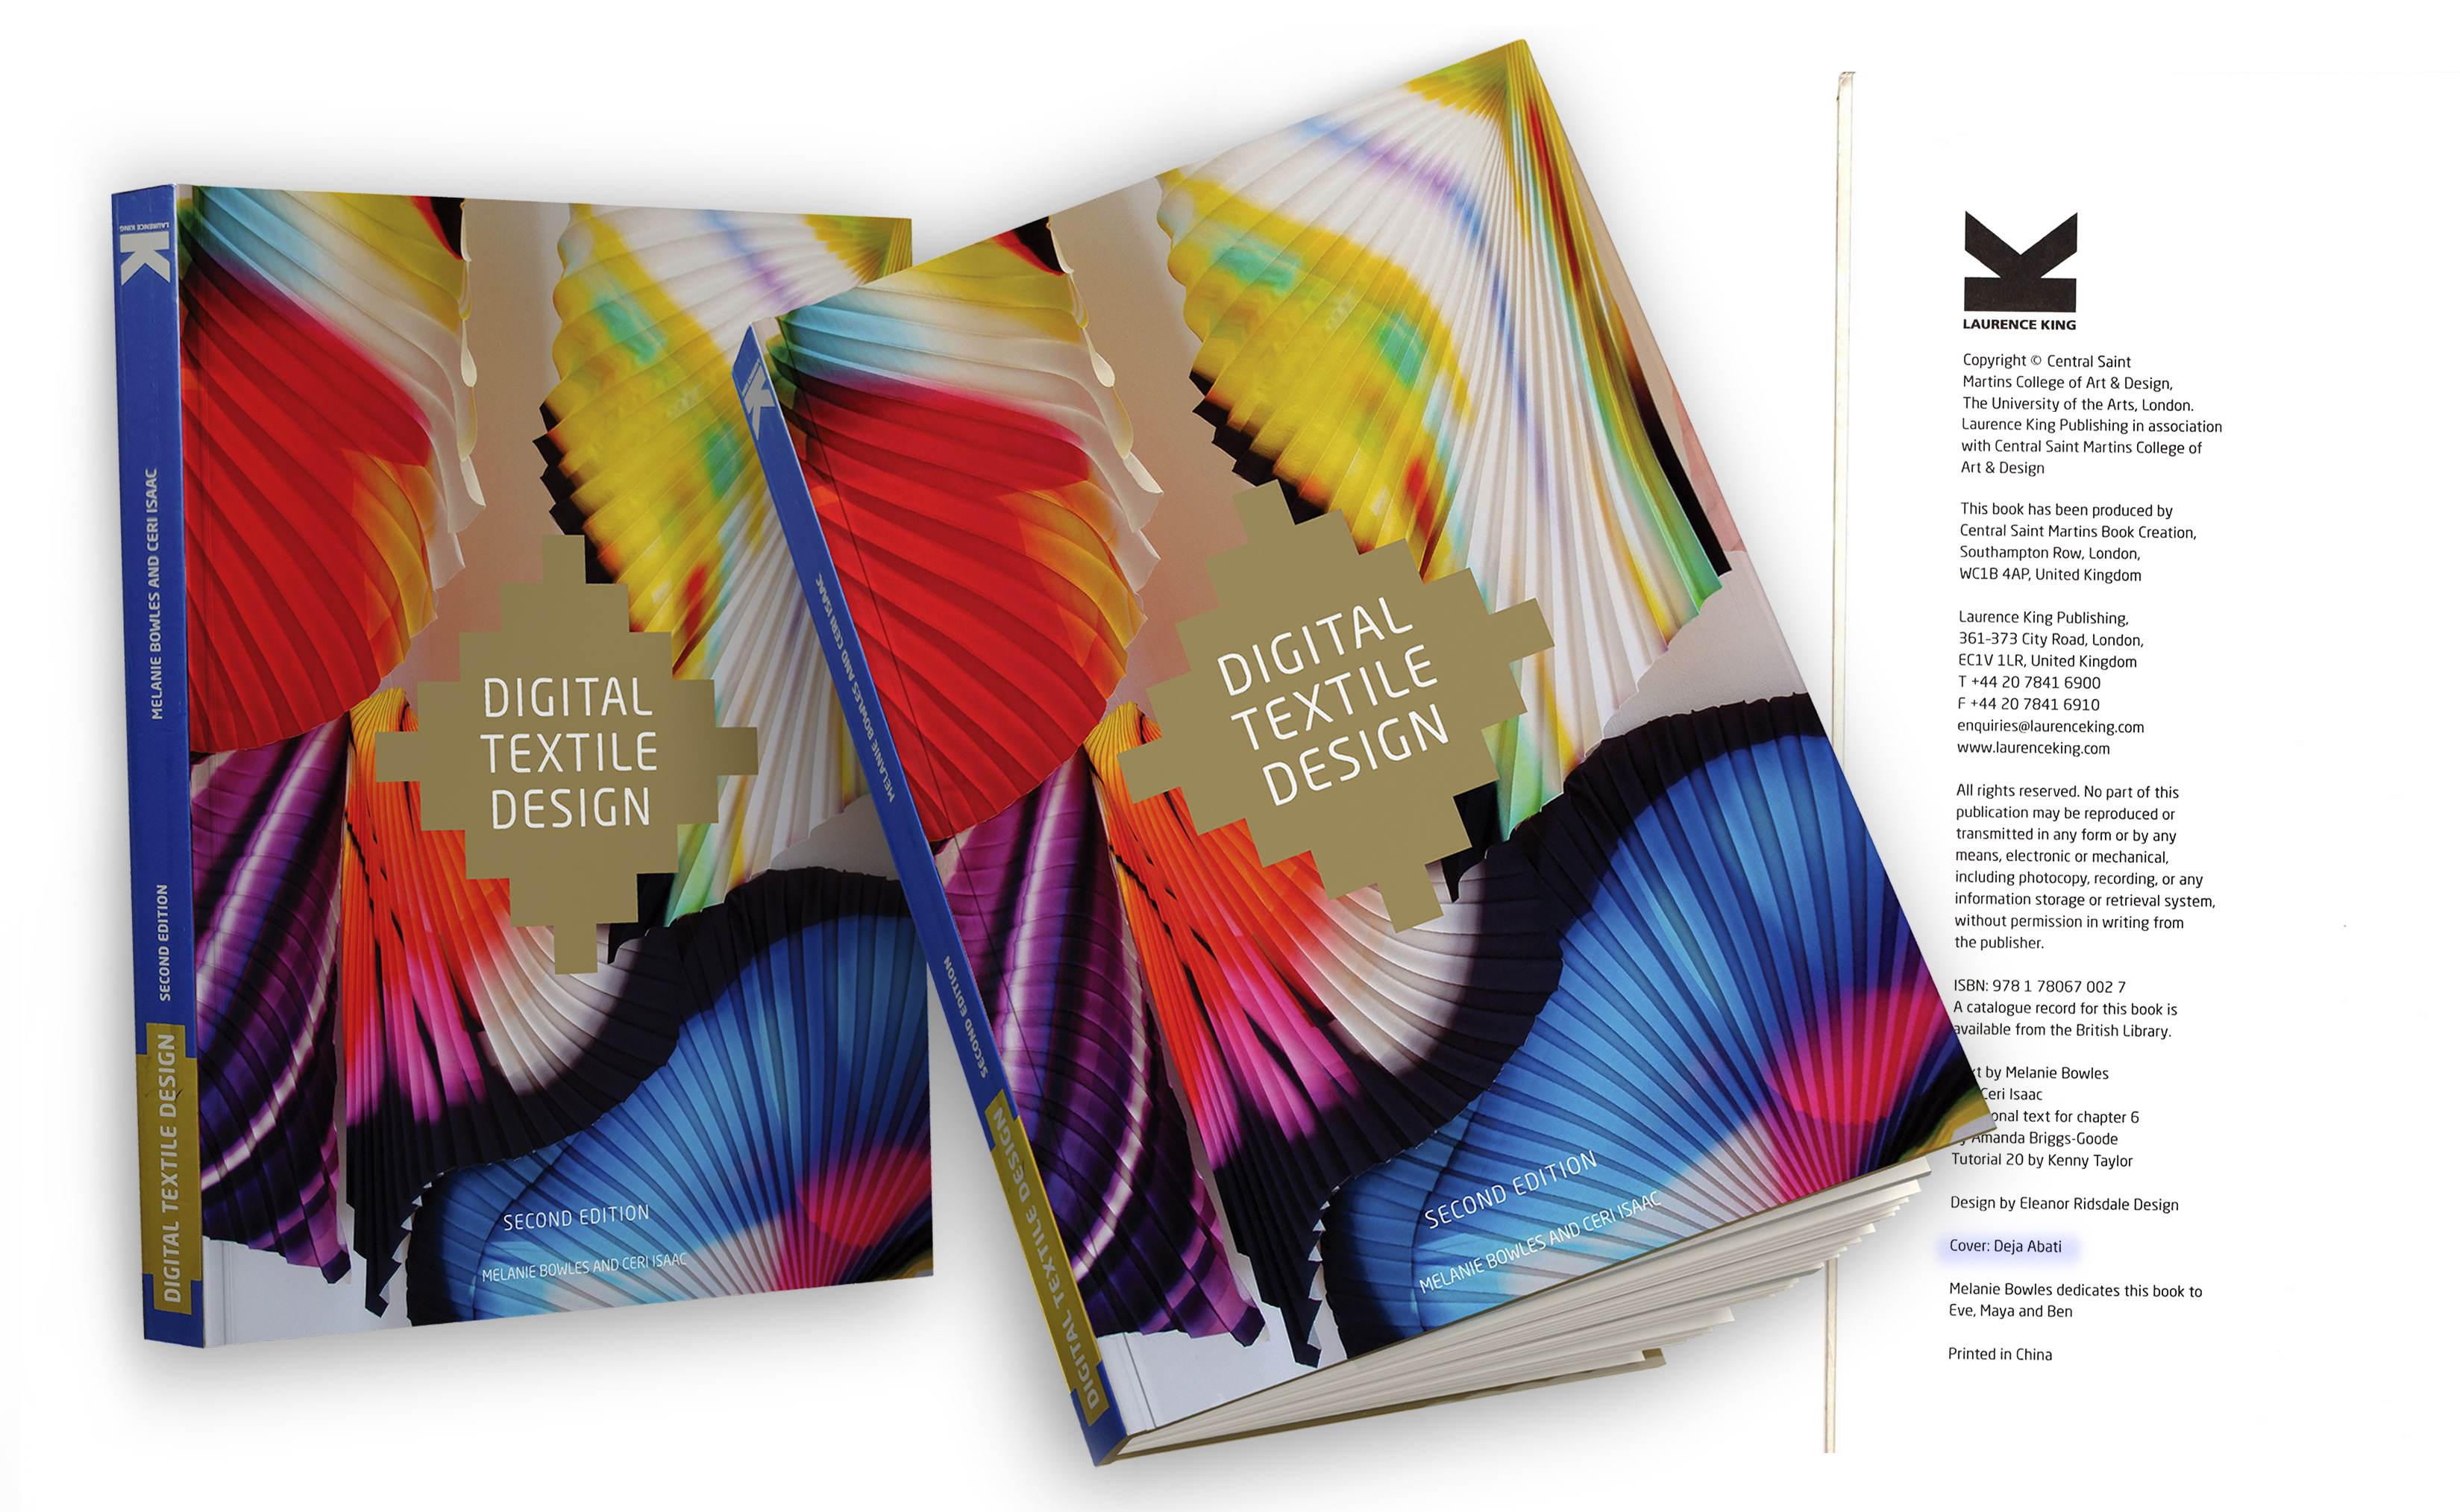 LAURENCE KING
MELANIE BOWLES AND CERI ISAAC
SECOND EDITION
DIGITAL TEXTILE DESIGN
DIGITAL
TEXTILE
DESIGN
SECOND EDITION
MELANIE BOWLES AND CERI ISAAC
MELANIE BOWLES AND CERI ISAAC
SECOND EDITION
DIGITAL TEXTILE DESIGN
DIGITAL
TEXTILE
DESIGN
SECOND EDITION
MELANIE BOWLES AND CERI ISAAC
LAURENCE KING
Copyright © Central Saint
Martins College of Art & Design,
The University of the Arts, London.
Laurence King Publishing in association
with Central Saint Martins College of
Art & Design
This book has been produced by
Central Saint Martins Book Creation,
Southampton Row, London,
WC1B 4AP, United Kingdom
Laurence King Publishing,
361–373 City Road, London,
EC1V 1LR, United Kingdom
T +44 20 7841 6900
F +44 20 7841 6910
enquiries@laurenceking.com
www.laurenceking.com
All rights reserved. No part of this
publication may be reproduced or
transmitted in any form or by any
means, electronic or mechanical,
including photocopy, recording, or any
information storage or retrieval system,
without permission in writing from
the publisher.
ISBN: 978 1 78067 002 7
A catalogue record for this book is
available from the British Library.
by Melanie Bowles
Ceri Isaac
text for chapter 6
Amanda Briggs-Goode
Tutorial 20 by Kenny Taylor
Design by Eleanor Ridsdale Design
Cover: Deja Abati
Melanie Bowles dedicates this book to
Eve, Maya and Ben
Printed in China